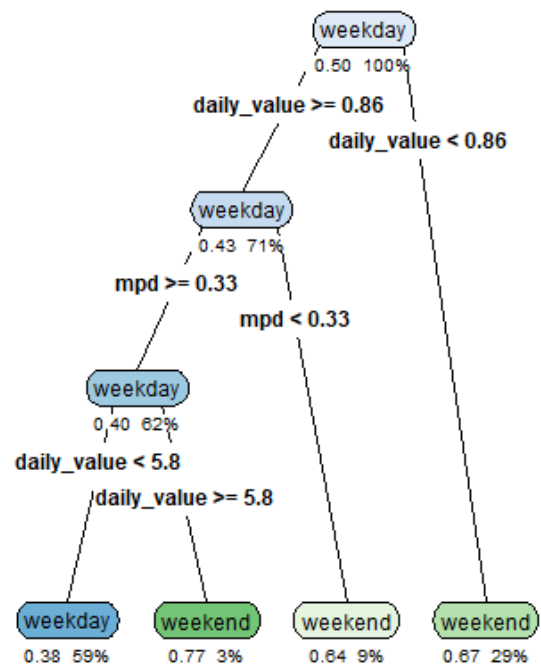 weekday
0.50 100%
daily_value >= 0.86
daily_value < 0.86
weekday
0.43 71%
mpd >= 0.33
mpd < 0.33
weekday
0.40 62%
daily_value < 5.8
daily_value >= 5.8
weekday
0.38 59%
weekend
0.77 3%
weekend
0.64 9%
weekend
0.67 29%